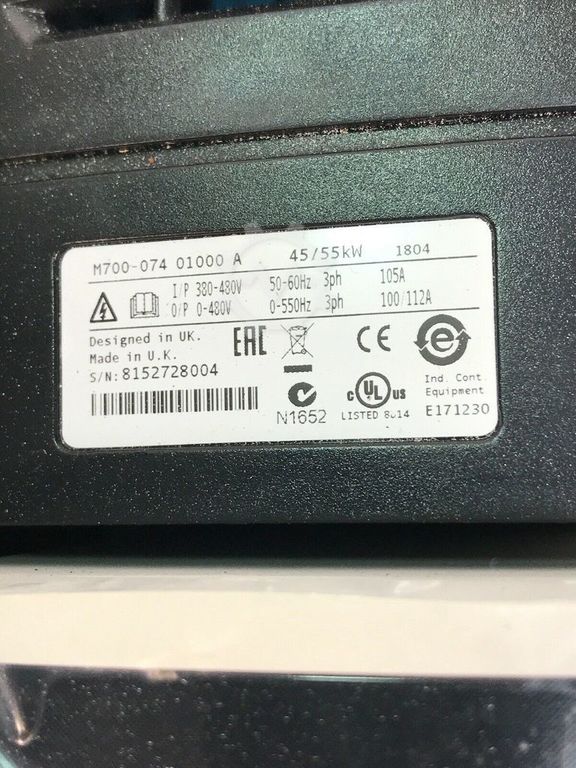 M700-074 01000 A 45/55kW 1804
I/P 380-480V 50-60Hz 3ph 105A
O/P 0-480V 0-550Hz 3ph 100/112A
Designed in UK.
Made in U.K.
S/N: 8152728004
EAC CE e
N1652
c UL us
LISTED 8D14
Ind. Cont.
Equipment
E171230